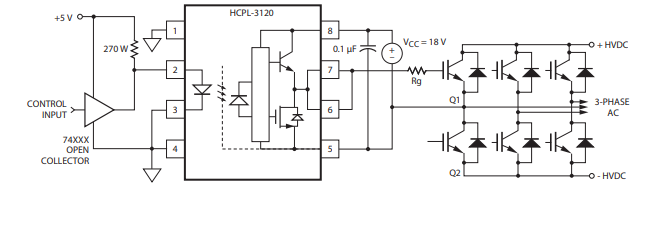 HCPL-3120
+5 V
270 W
1
2
3
4
8
7
6
5
0.1 µF
+
–
VCC = 18 V
Rg
+ HVDC
Q1
3-PHASE
AC
CONTROL
INPUT
74XXX
OPEN
COLLECTOR
Q2
- HVDC